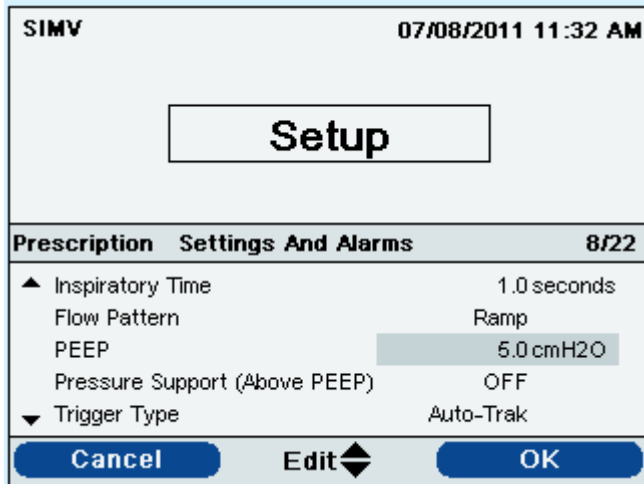 SIMV 07/08/2011 11:32 AM
Setup
Prescription Settings And Alarms 8/22
Inspiratory Time 1.0 seconds
Flow Pattern Ramp
PEEP 5.0 cmH2O
Pressure Support (Above PEEP) OFF
Trigger Type Auto-Trak
Cancel Edit OK